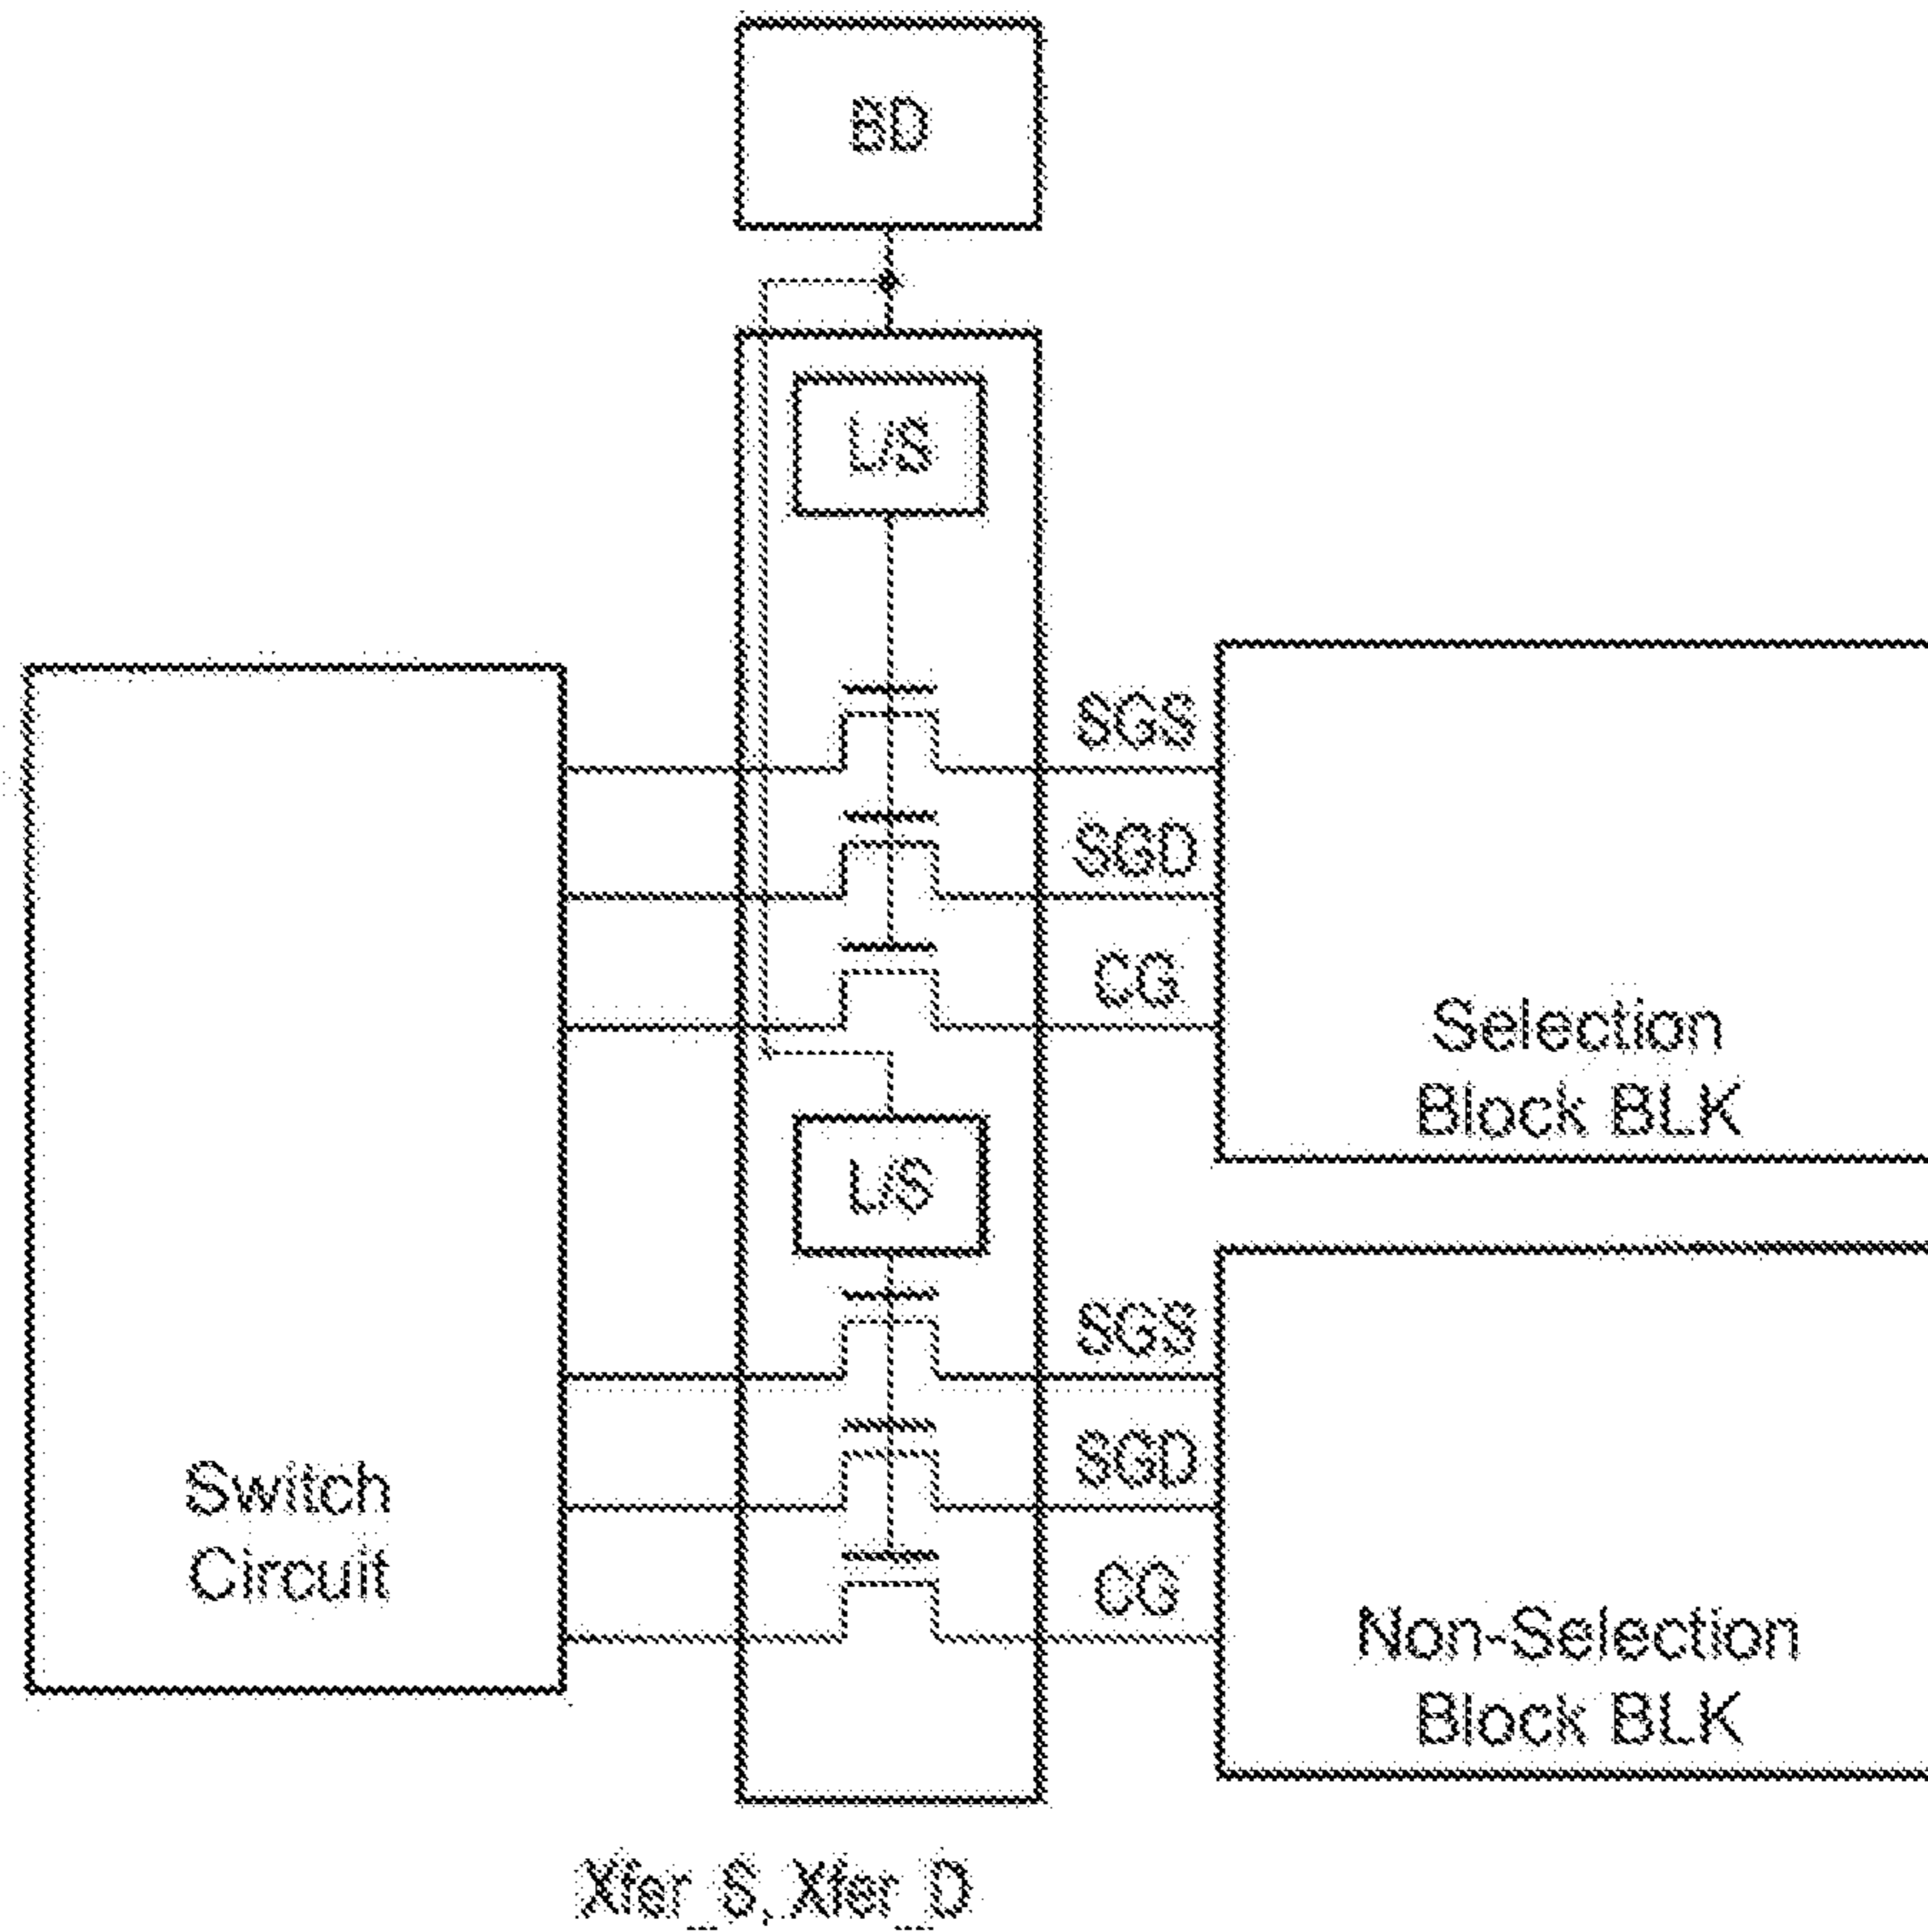 BD
L/S
SGS
SGD
CG
Selection
Block BLK
L/S
SGS
SGD
CG
Switch
Circuit
Non-Selection
Block BLK
Xfer_S, Xfer_D